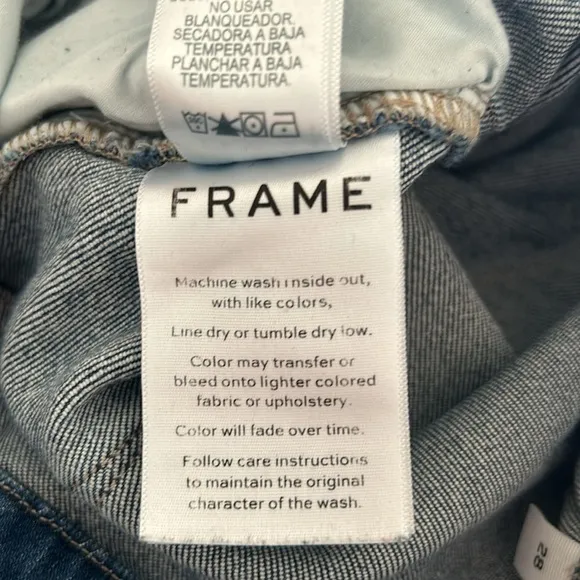 NO USAR
BLANQUEADOR.
SECADORA A BAJA
TEMPERATURA
PLANCHAR A BAJA
TEMPERATURA.
FRAME
Machine wash inside out,
with like colors,
Line dry or tumble dry low.
Color may transfer or
bleed onto lighter colored
fabric or upholstery.
Color will fade over time.
Follow care instructions
to maintain the original
character of the wash.
28